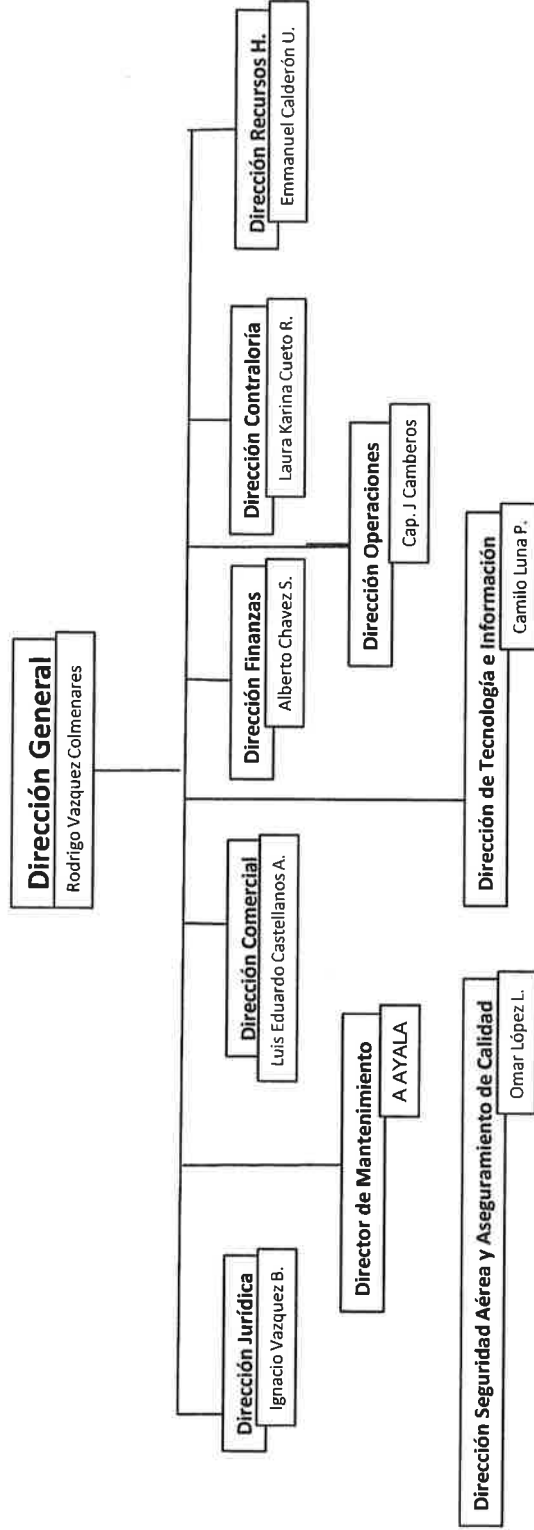 Dirección General
Rodrigo Vazquez Colmenares
Dirección Jurídica
Ignacio Vazquez B.
Dirección Comercial
Luis Eduardo Castellanos A.
Dirección Finanzas
Alberto Chavez S.
Dirección Contraloría
Laura Karina Cueto R.
Dirección Recursos H.
Emmanuel Calderón U.
Director de Mantenimiento
A AYALA
Dirección Operaciones
Cap. J Camberos
Dirección Seguridad Aérea y Aseguramiento de Calidad
Omar López L.
Dirección de Tecnología e Información
Camilo Luna P.